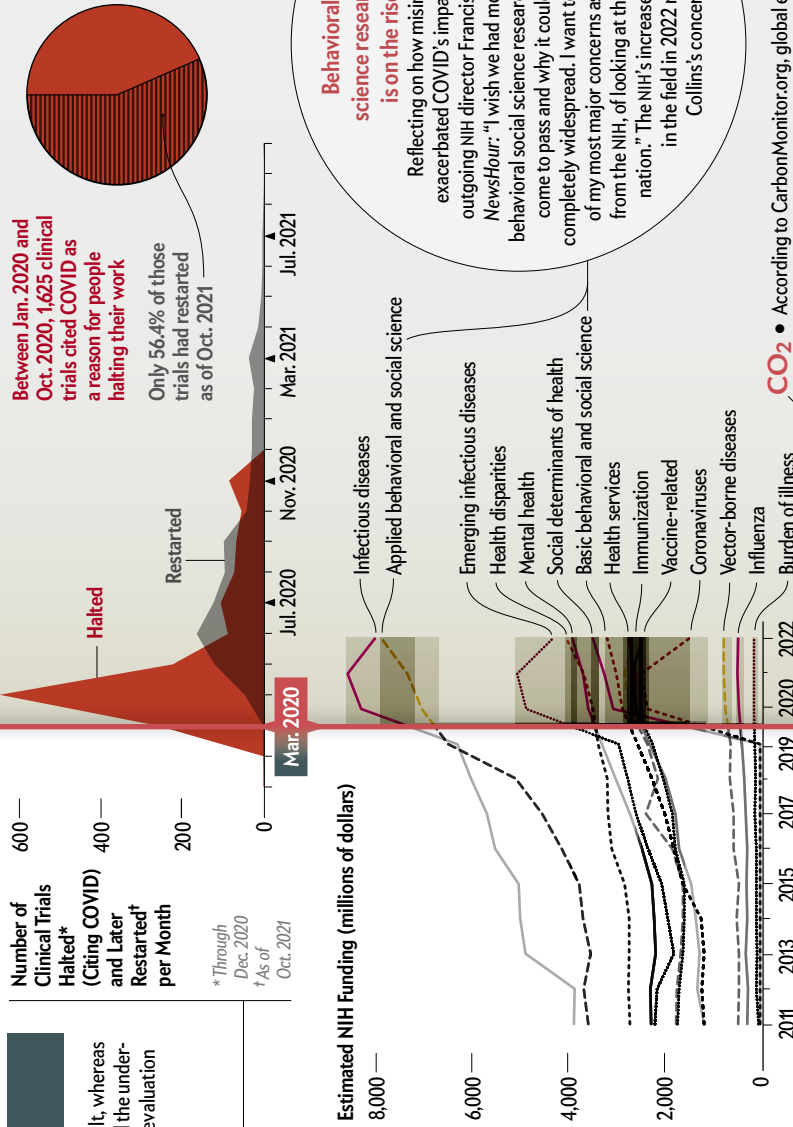 lt, whereas
d the under-
evaluation
Number of
Clinical Trials
Halted*
(Citing COVID)
and Later
Restarted†
per Month
* Through
Dec. 2020
† As of
Oct. 2021
600
400
200
0
Halted
Restarted
Mar. 2020
Jul. 2020
Nov. 2020
Mar. 2021
Jul. 2021
Between Jan. 2020 and
Oct. 2020, 1,625 clinical
trials cited COVID as
a reason for people
halting their work
Only 56.4% of those
trials had restarted
as of Oct. 2021
Estimated NIH Funding (millions of dollars)
8,000
6,000
4,000
2,000
0
2011
2013
2015
2017
2019
2020
2022
Infectious diseases
Applied behavioral and social science
Emerging infectious diseases
Health disparities
Mental health
Social determinants of health
Basic behavioral and social science
Health services
Immunization
Vaccine-related
Coronaviruses
Vector-borne diseases
Influenza
Burden of illness
Behavioral
science resear
is on the rise
Reflecting on how misin
exacerbated COVID's impa
outgoing NIH director Francis
NewsHour: "I wish we had mo
behavioral social science researc
come to pass and why it could
completely widespread. I want t
of my most major concerns as
from the NIH, of looking at th
nation." The NIH's increase
in the field in 2022 r
Collins's concer
CO2 • According to CarbonMonitor.org, global e